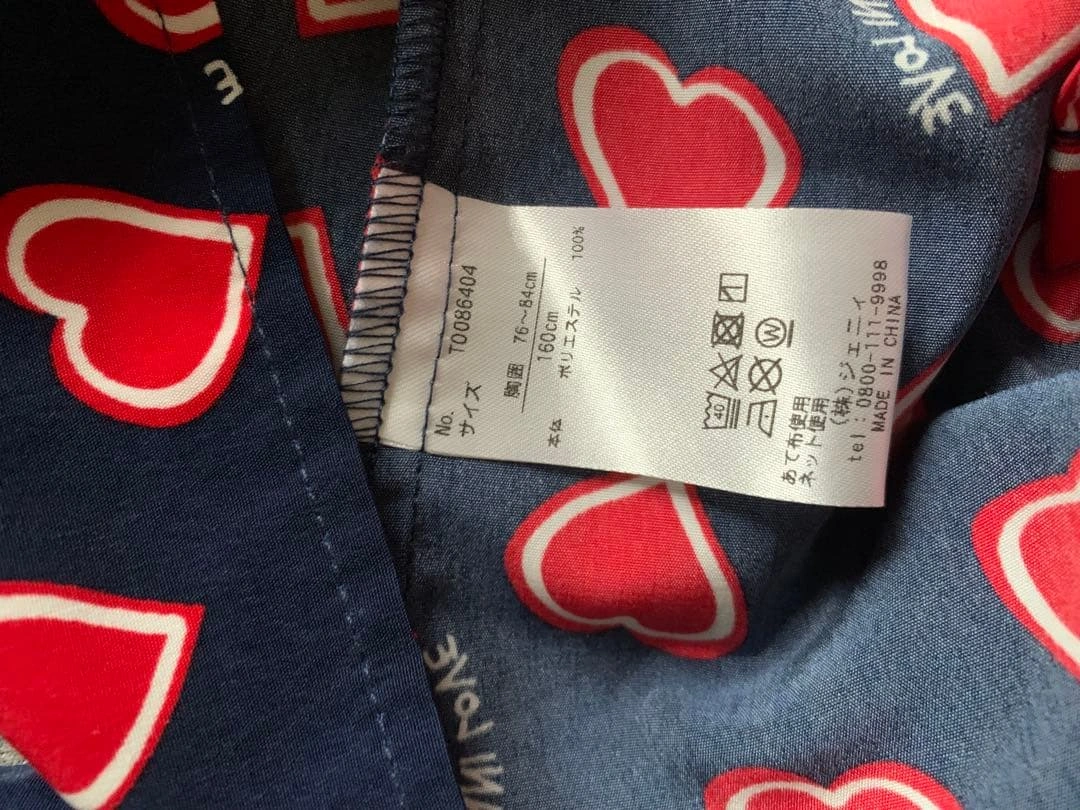 No. T0086404
サイズ
胸囲 76~84cm
160cm
本体 ポリエステル 100%
40
W
あて布使用
ネット使用
(株)ジェニィ
tel:0800-111-9998
MADE IN CHINA